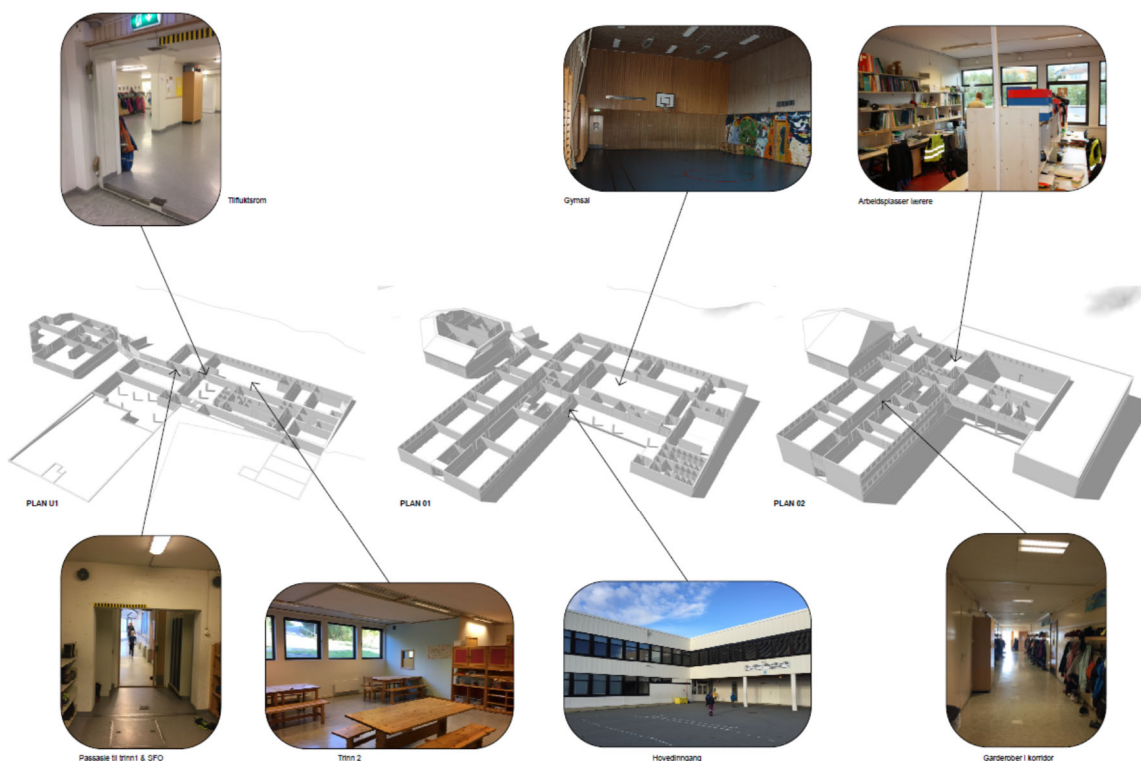 Tilfluktsrom
Gymsal
Arbeidsplasser lærere
PLAN U1
PLAN 01
PLAN 02
Passasje til trinn1 & SFO
Trinn 2
Hovedinngang
Garderober i korridor